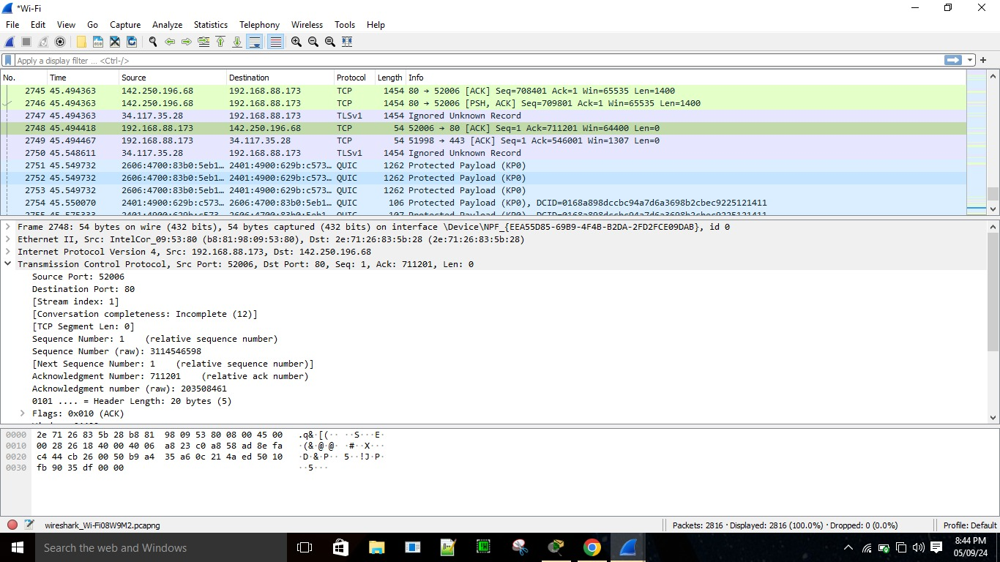 *Wi-Fi
File Edit View Go Capture Analyze Statistics Telephony Wireless Tools Help
Apply a display filter ... <Ctrl-/>
No. Time Source Destination Protocol Length Info
2745 45.494363 142.250.196.68 192.168.88.173 TCP 1454 80 → 52006 [ACK] Seq=708401 Ack=1 Win=65535 Len=1400
2746 45.494363 142.250.196.68 192.168.88.173 TCP 1454 80 → 52006 [PSH, ACK] Seq=709801 Ack=1 Win=65535 Len=1400
2747 45.494363 34.117.35.28 192.168.88.173 TLSv1 1454 Ignored Unknown Record
2748 45.494418 192.168.88.173 142.250.196.68 TCP 54 52006 → 80 [ACK] Seq=1 Ack=711201 Win=64400 Len=0
2749 45.494467 192.168.88.173 34.117.35.28 TCP 54 51998 → 443 [ACK] Seq=1 Ack=546001 Win=1307 Len=0
2750 45.548611 34.117.35.28 192.168.88.173 TLSv1 1454 Ignored Unknown Record
2751 45.549732 2606:4700:83b0:5eb1… 2401:4900:629b:c573… QUIC 1262 Protected Payload (KP0)
2752 45.549732 2606:4700:83b0:5eb1… 2401:4900:629b:c573… QUIC 1262 Protected Payload (KP0)
2753 45.549732 2606:4700:83b0:5eb1… 2401:4900:629b:c573… QUIC 1262 Protected Payload (KP0)
2754 45.550070 2401:4900:629b:c573… 2606:4700:83b0:5eb1… QUIC 106 Protected Payload (KP0), DCID=0168a898dccbc94a7d6a3698b2cbec9225121411
2755 45.575333 2401:4900:629b:c573… 2606:4700:83b0:5eb1… QUIC 107 Protected Payload (KP0), DCID=0168a898dccbc94a7d6a3698b2cbec9225121411
Frame 2748: 54 bytes on wire (432 bits), 54 bytes captured (432 bits) on interface \Device\NPF_{EEA55D85-69B9-4F4B-B2DA-2FD2FCE09DAB}, id 0
Ethernet II, Src: IntelCor_09:53:80 (b8:81:98:09:53:80), Dst: 2e:71:26:83:5b:28 (2e:71:26:83:5b:28)
Internet Protocol Version 4, Src: 192.168.88.173, Dst: 142.250.196.68
Transmission Control Protocol, Src Port: 52006, Dst Port: 80, Seq: 1, Ack: 711201, Len: 0
Source Port: 52006
Destination Port: 80
[Stream index: 1]
[Conversation completeness: Incomplete (12)]
[TCP Segment Len: 0]
Sequence Number: 1 (relative sequence number)
Sequence Number (raw): 3114546598
[Next Sequence Number: 1 (relative sequence number)]
Acknowledgment Number: 711201 (relative ack number)
Acknowledgment number (raw): 203508461
0101 .... = Header Length: 20 bytes (5)
Flags: 0x010 (ACK)
0000 2e 71 26 83 5b 28 b8 81 98 09 53 80 08 00 45 00 .q&·[(·· ··S···E·
0010 00 28 26 18 40 00 40 06 a8 23 c0 a8 58 ad 8e fa ·(&·@·@· ·#··X···
0020 c4 44 cb 26 00 50 b9 a4 35 a6 0c 21 4a ed 50 10 ·D·&·P·· 5··!J·P·
0030 fb 90 35 df 00 00 ··5···
wireshark_Wi-Fi08W9M2.pcapng
Packets: 2816 · Displayed: 2816 (100.0%) · Dropped: 0 (0.0%)
Profile: Default
Search the web and Windows
8:44 PM
05/09/24